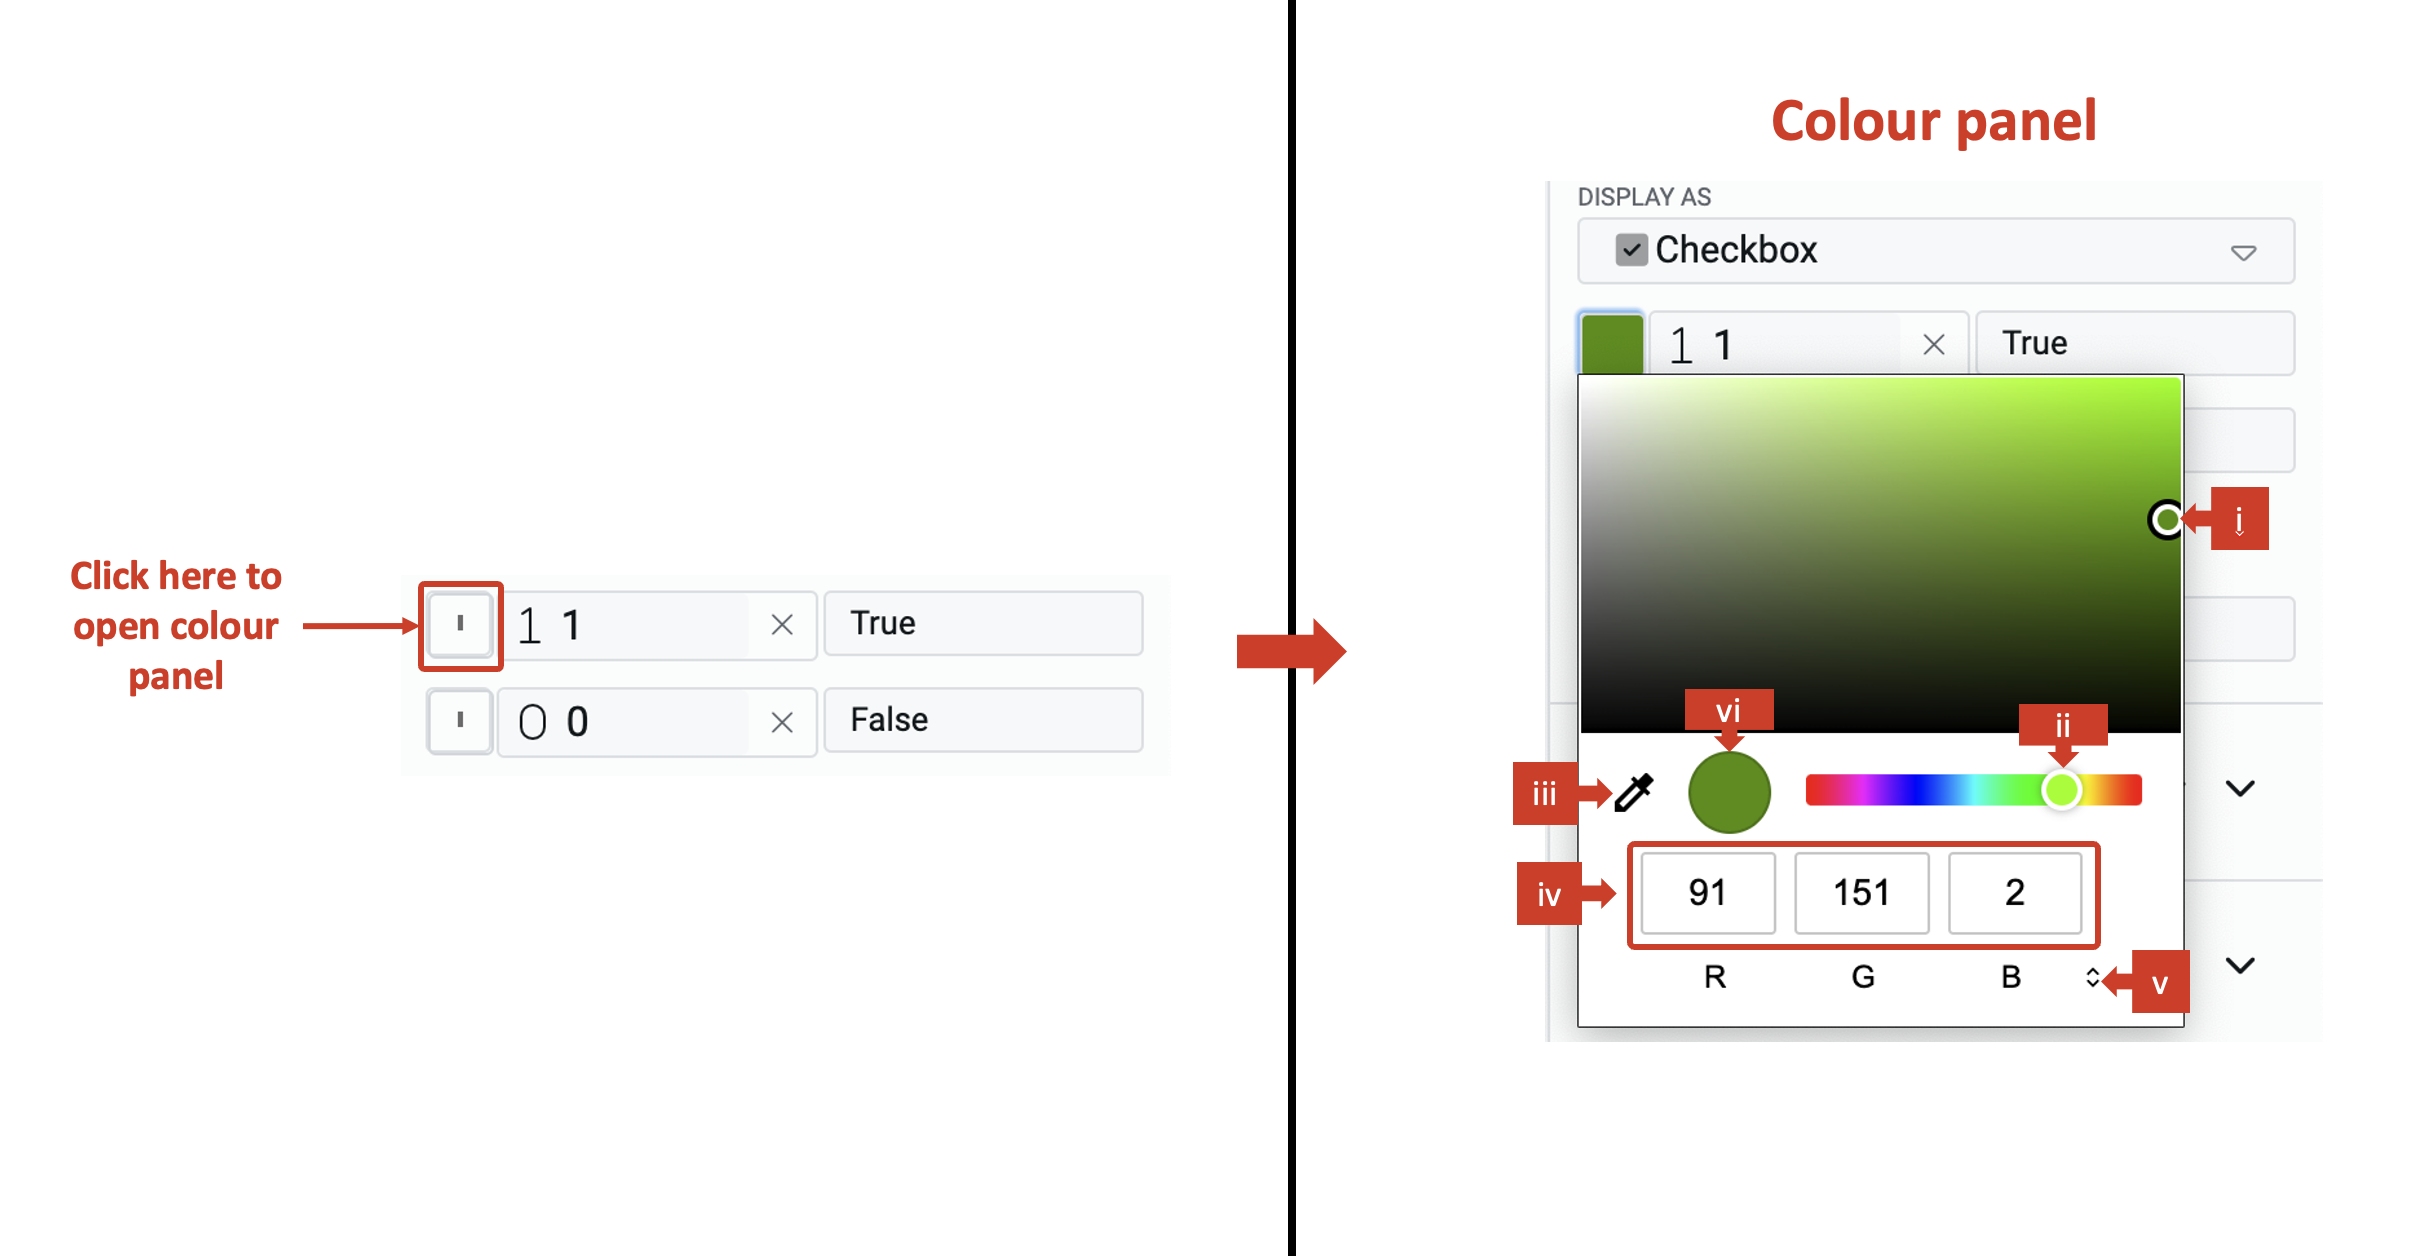 Click here to
open colour
panel
1 1 True
0 0 False
Colour panel
DISPLAY AS
Checkbox
1 1 True
i
vi
ii
iii
iv
91 151 2
R G B
v